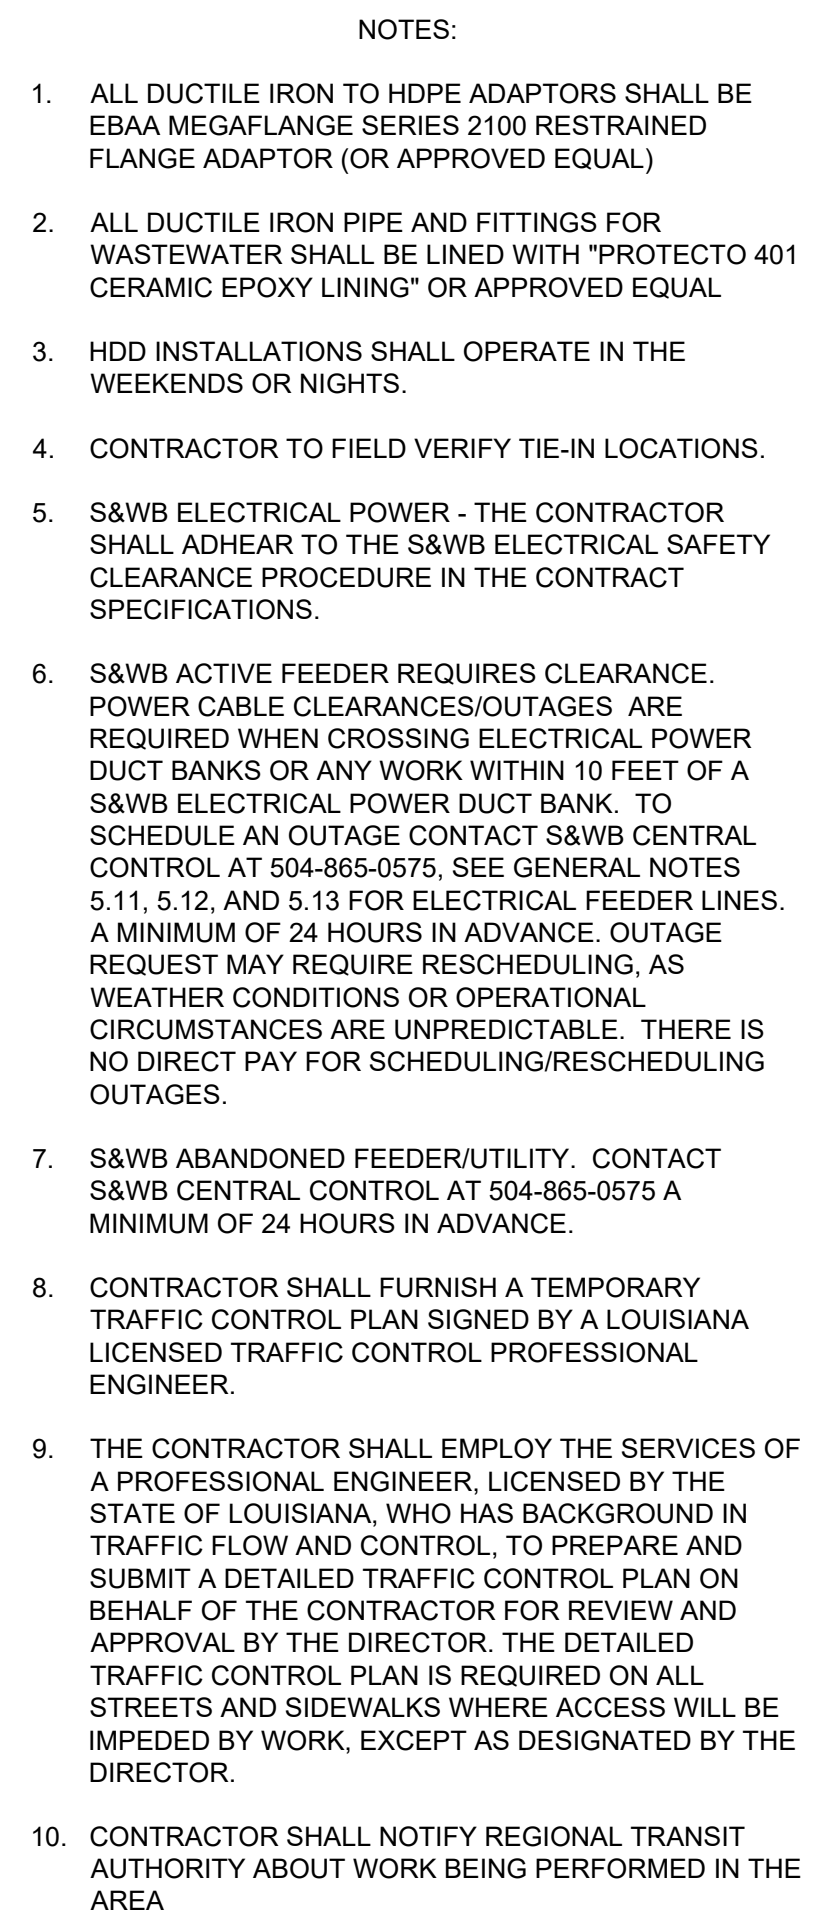 NOTES:
1. ALL DUCTILE IRON TO HDPE ADAPTORS SHALL BE
EBAA MEGAFLANGE SERIES 2100 RESTRAINED
FLANGE ADAPTOR (OR APPROVED EQUAL)
2. ALL DUCTILE IRON PIPE AND FITTINGS FOR
WASTEWATER SHALL BE LINED WITH "PROTECTO 401
CERAMIC EPOXY LINING" OR APPROVED EQUAL
3. HDD INSTALLATIONS SHALL OPERATE IN THE
WEEKENDS OR NIGHTS.
4. CONTRACTOR TO FIELD VERIFY TIE-IN LOCATIONS.
5. S&WB ELECTRICAL POWER - THE CONTRACTOR
SHALL ADHEAR TO THE S&WB ELECTRICAL SAFETY
CLEARANCE PROCEDURE IN THE CONTRACT
SPECIFICATIONS.
6. S&WB ACTIVE FEEDER REQUIRES CLEARANCE.
POWER CABLE CLEARANCES/OUTAGES ARE
REQUIRED WHEN CROSSING ELECTRICAL POWER
DUCT BANKS OR ANY WORK WITHIN 10 FEET OF A
S&WB ELECTRICAL POWER DUCT BANK. TO
SCHEDULE AN OUTAGE CONTACT S&WB CENTRAL
CONTROL AT 504-865-0575, SEE GENERAL NOTES
5.11, 5.12, AND 5.13 FOR ELECTRICAL FEEDER LINES.
A MINIMUM OF 24 HOURS IN ADVANCE. OUTAGE
REQUEST MAY REQUIRE RESCHEDULING, AS
WEATHER CONDITIONS OR OPERATIONAL
CIRCUMSTANCES ARE UNPREDICTABLE. THERE IS
NO DIRECT PAY FOR SCHEDULING/RESCHEDULING
OUTAGES.
7. S&WB ABANDONED FEEDER/UTILITY. CONTACT
S&WB CENTRAL CONTROL AT 504-865-0575 A
MINIMUM OF 24 HOURS IN ADVANCE.
8. CONTRACTOR SHALL FURNISH A TEMPORARY
TRAFFIC CONTROL PLAN SIGNED BY A LOUISIANA
LICENSED TRAFFIC CONTROL PROFESSIONAL
ENGINEER.
9. THE CONTRACTOR SHALL EMPLOY THE SERVICES OF
A PROFESSIONAL ENGINEER, LICENSED BY THE
STATE OF LOUISIANA, WHO HAS BACKGROUND IN
TRAFFIC FLOW AND CONTROL, TO PREPARE AND
SUBMIT A DETAILED TRAFFIC CONTROL PLAN ON
BEHALF OF THE CONTRACTOR FOR REVIEW AND
APPROVAL BY THE DIRECTOR. THE DETAILED
TRAFFIC CONTROL PLAN IS REQUIRED ON ALL
STREETS AND SIDEWALKS WHERE ACCESS WILL BE
IMPEDED BY WORK, EXCEPT AS DESIGNATED BY THE
DIRECTOR.
10. CONTRACTOR SHALL NOTIFY REGIONAL TRANSIT
AUTHORITY ABOUT WORK BEING PERFORMED IN THE
AREA